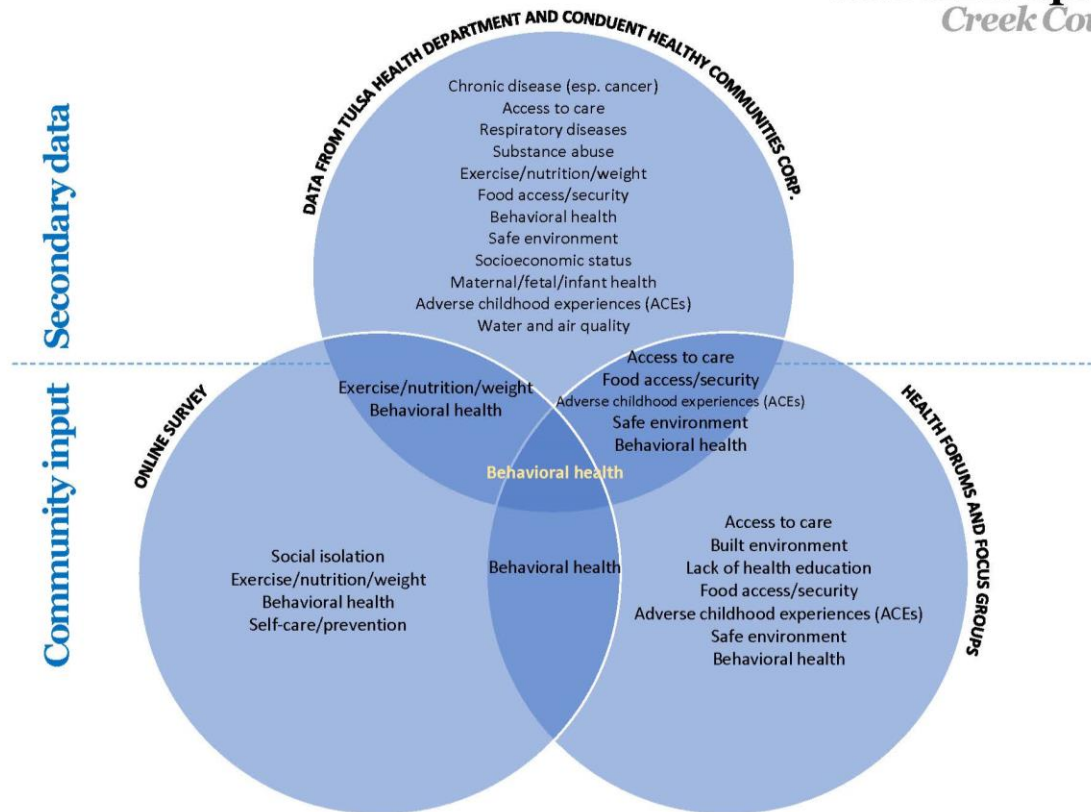 Creek Cou
DATA FROM TULSA HEALTH DEPARTMENT AND CONDUENT HEALTHY COMMUNITIES CORP.
Secondary data
Chronic disease (esp. cancer)
Access to care
Respiratory diseases
Substance abuse
Exercise/nutrition/weight
Food access/security
Behavioral health
Safe environment
Socioeconomic status
Maternal/fetal/infant health
Adverse childhood experiences (ACEs)
Water and air quality
Community input
Exercise/nutrition/weight
Behavioral health
Access to care
Food access/security
Adverse childhood experiences (ACEs)
Safe environment
Behavioral health
Behavioral health
Behavioral health
ONLINE SURVEY
Social isolation
Exercise/nutrition/weight
Behavioral health
Self-care/prevention
HEALTH FORUMS AND FOCUS GROUPS
Access to care
Built environment
Lack of health education
Food access/security
Adverse childhood experiences (ACEs)
Safe environment
Behavioral health